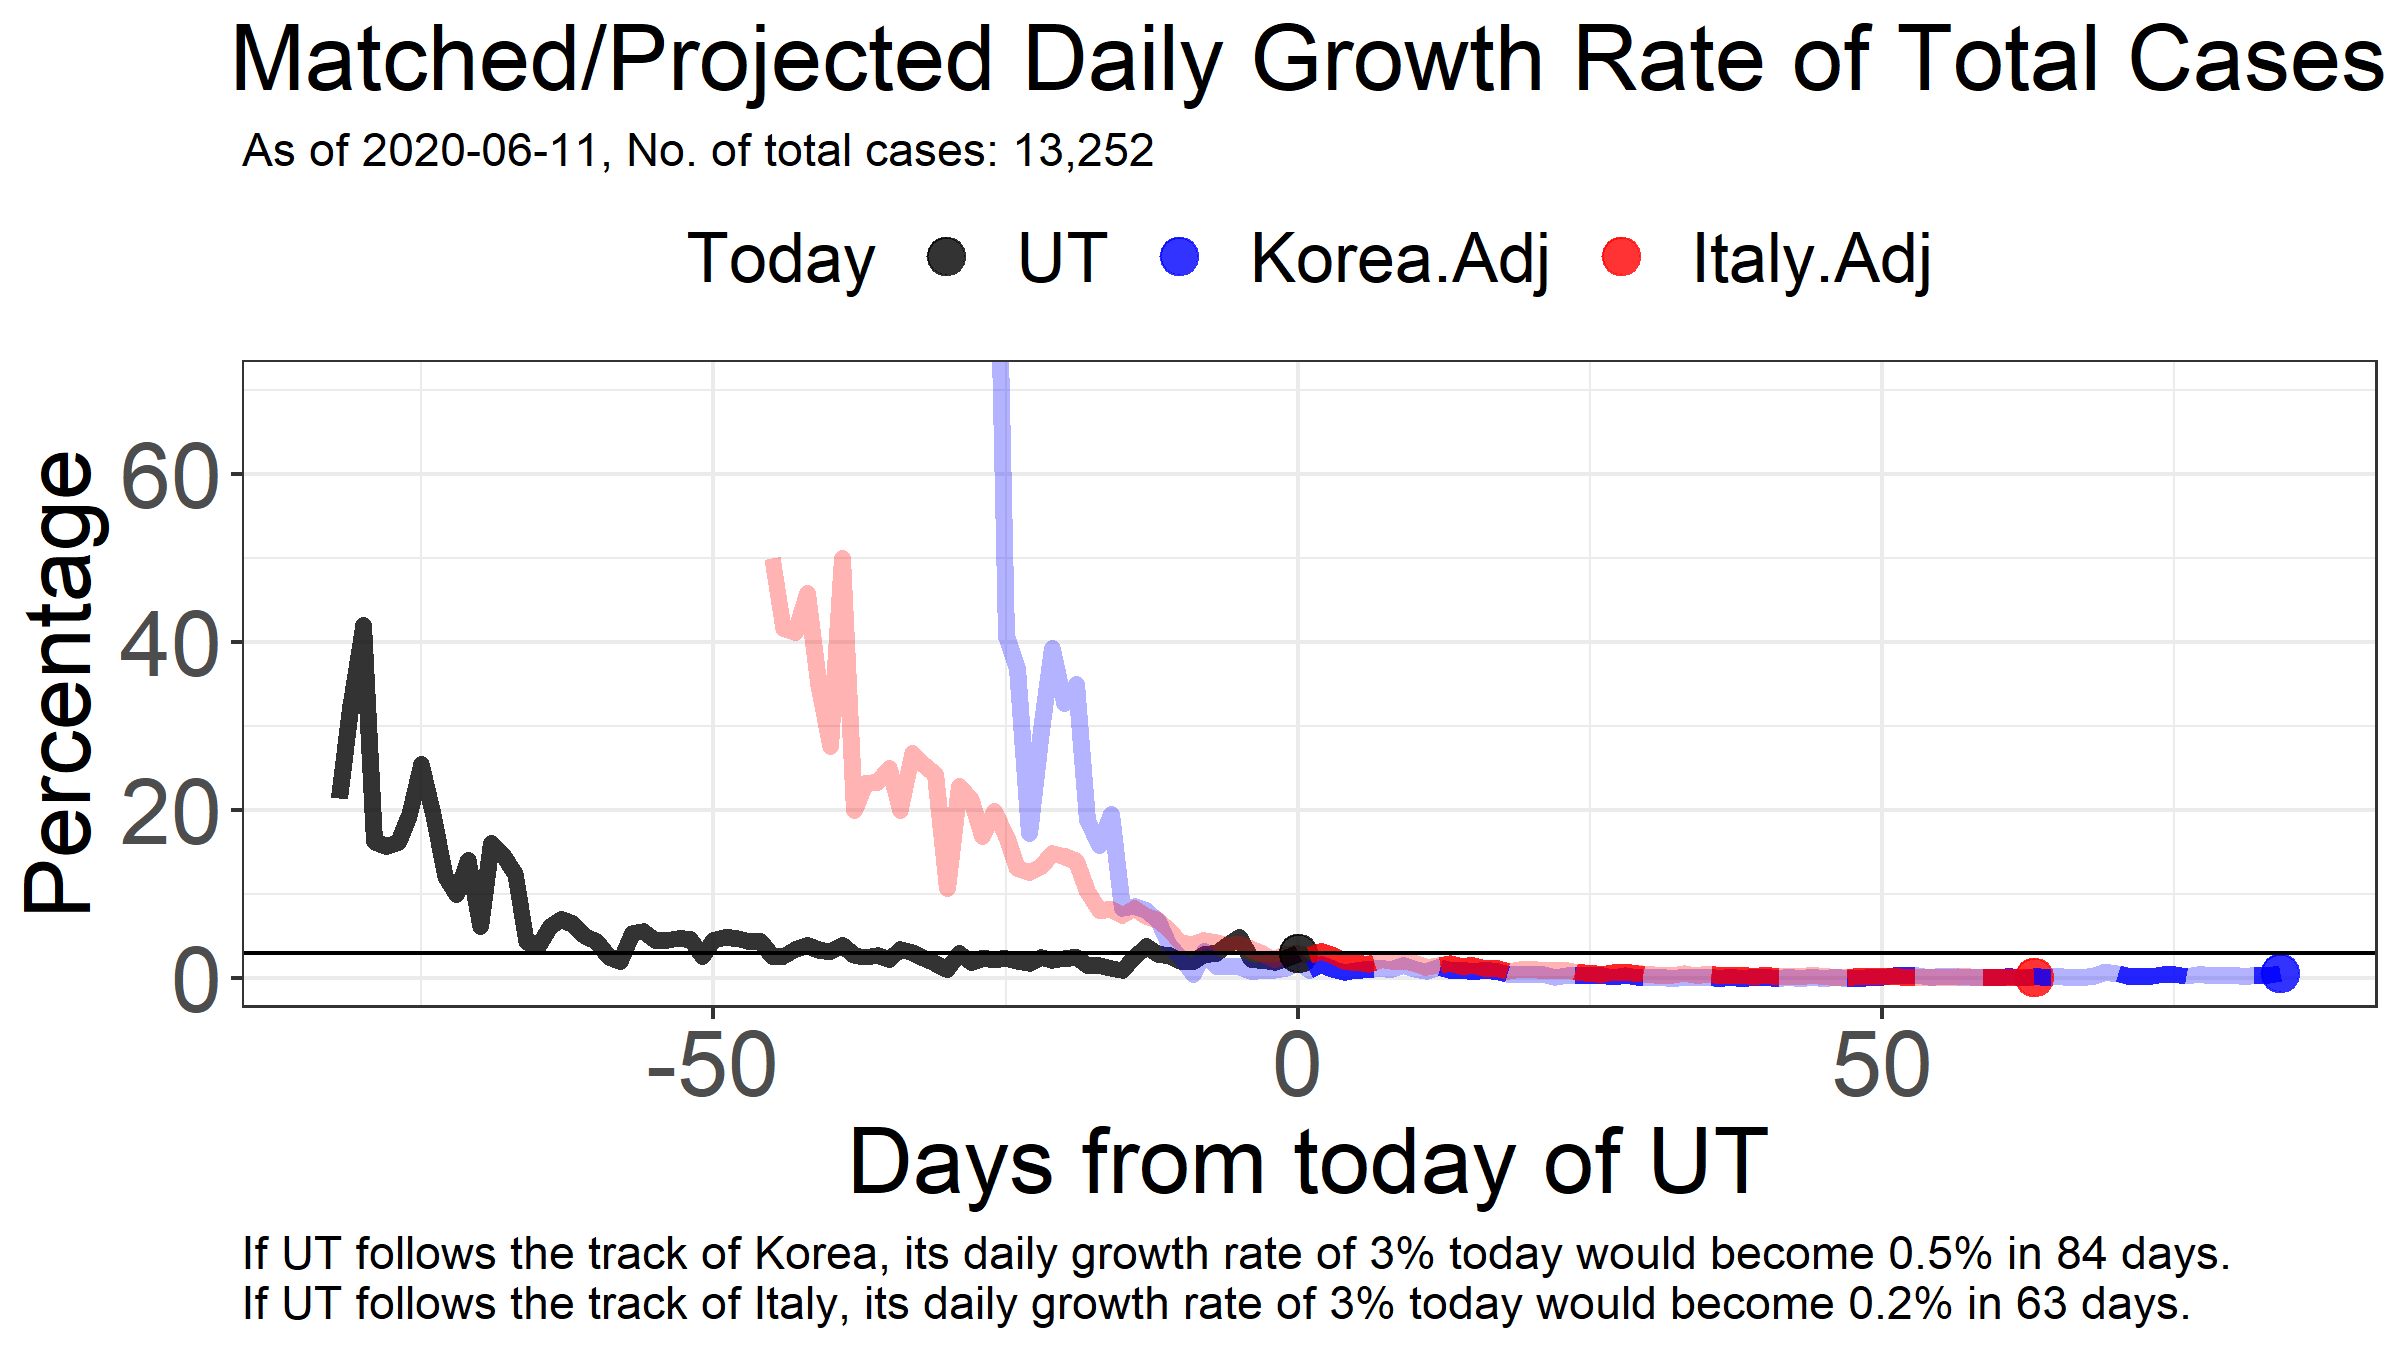 Matched/Projected Daily Growth Rate of Total Cases
As of 2020-06-11, No. of total cases: 13,252
Today UT Korea.Adj Italy.Adj
Percentage
60
40
20
0
-50 0 50
Days from today of UT
If UT follows the track of Korea, its daily growth rate of 3% today would become 0.5% in 84 days.
If UT follows the track of Italy, its daily growth rate of 3% today would become 0.2% in 63 days.